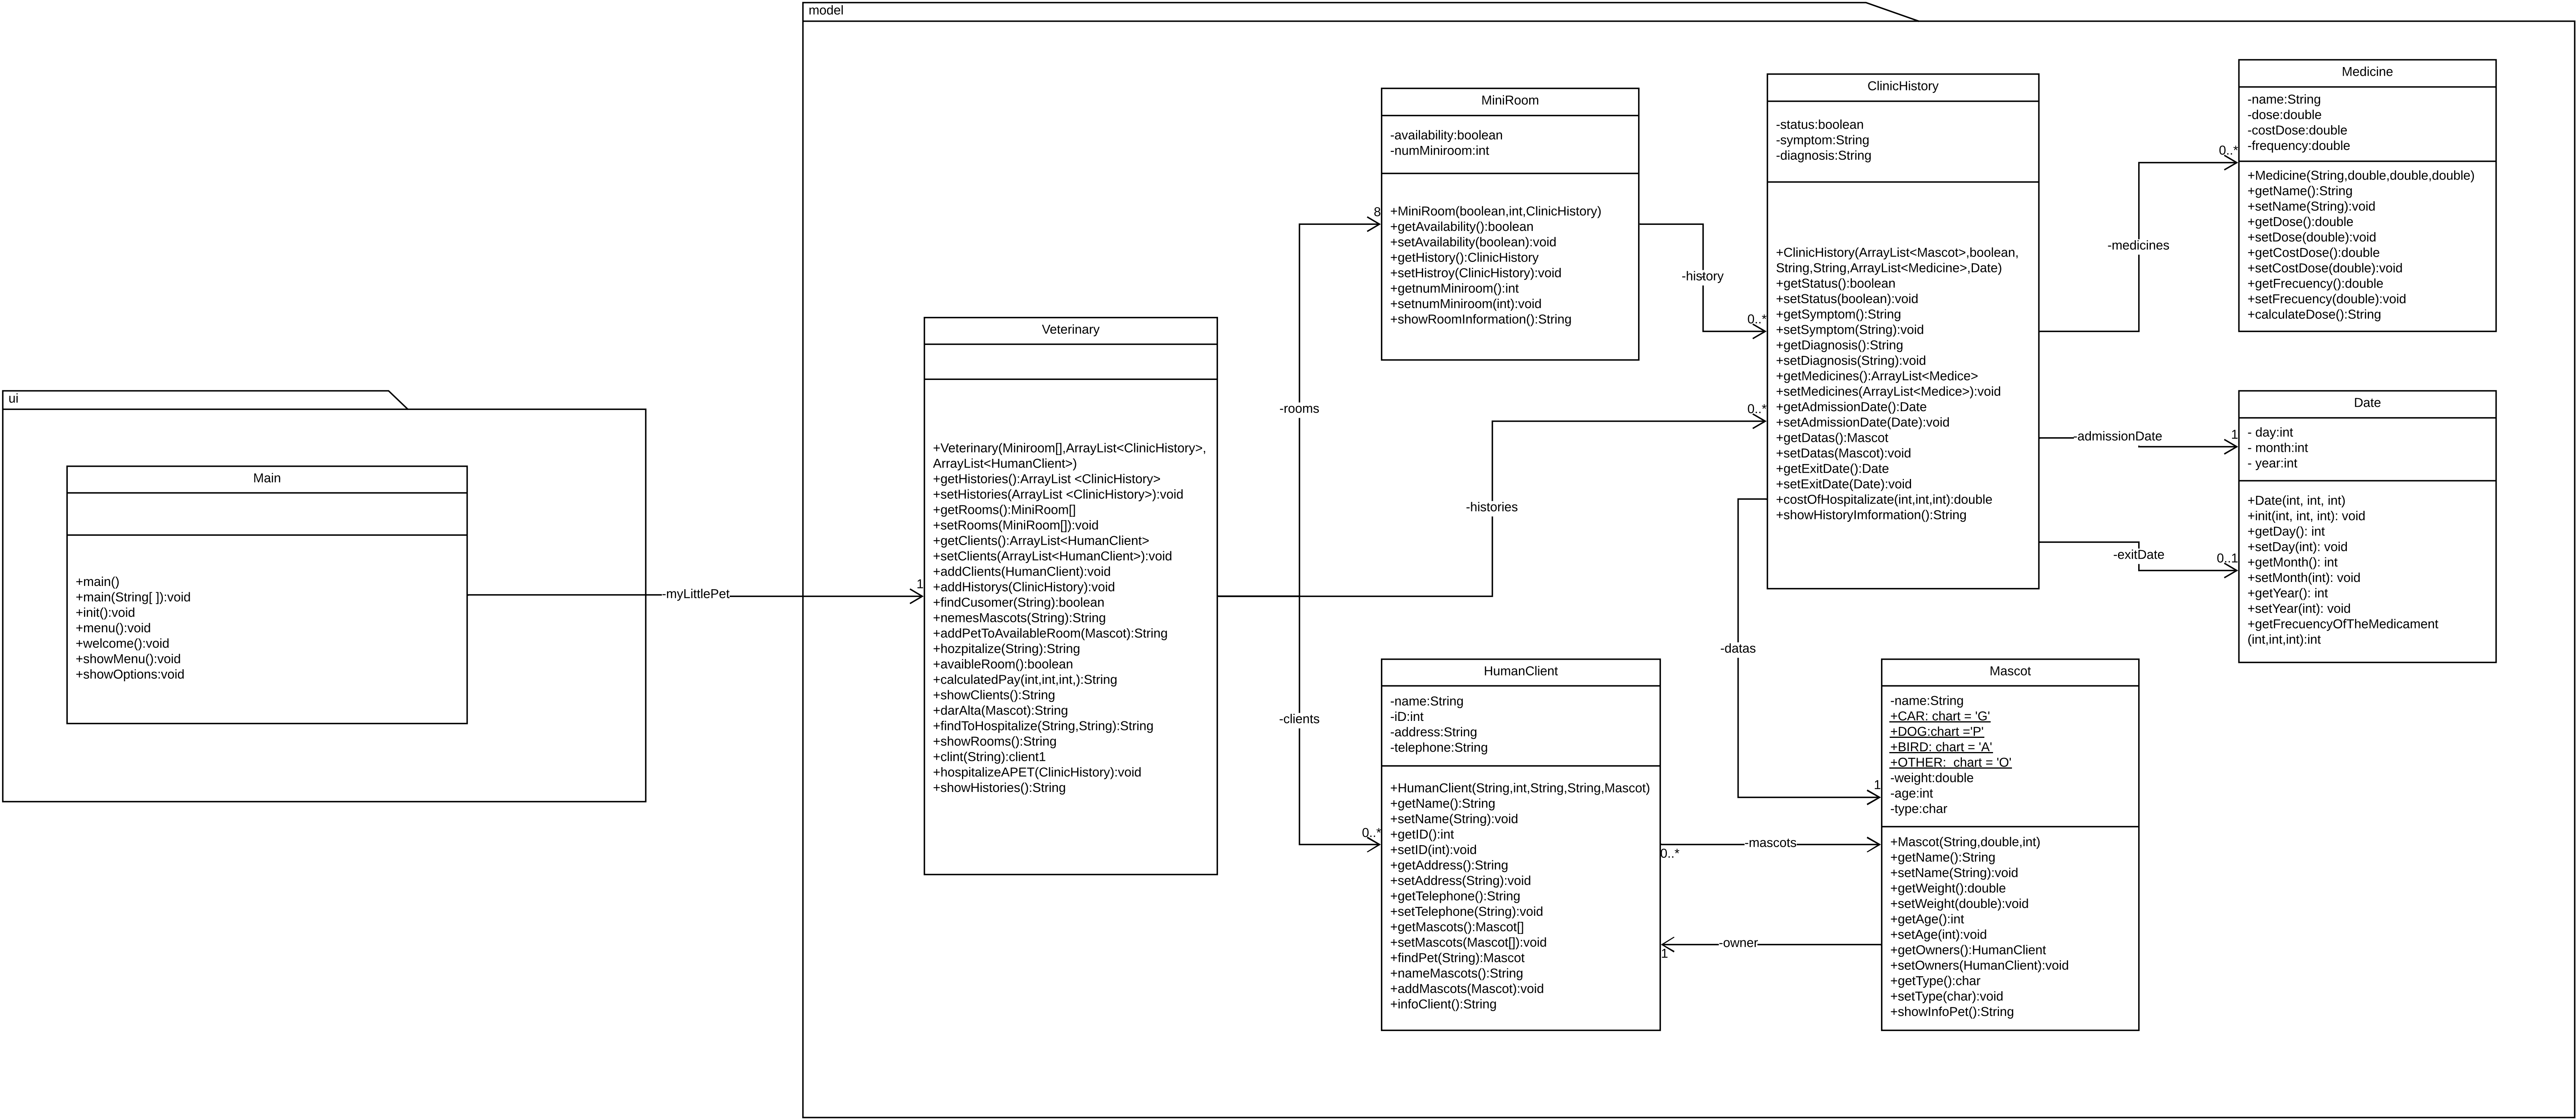 model
ui
Main
+main()
+main(String[ ]):void
+init():void
+menu():void
+welcome():void
+showMenu():void
+showOptions:void
-myLittlePet
1
Veterinary
+Veterinary(Miniroom[],ArrayList<ClinicHistory>,
ArrayList<HumanClient>)
+getHistories():ArrayList <ClinicHistory>
+setHistories(ArrayList <ClinicHistory>):void
+getRooms():MiniRoom[]
+setRooms(MiniRoom[]):void
+getClients():ArrayList<HumanClient>
+setClients(ArrayList<HumanClient>):void
+addClients(HumanClient):void
+addHistorys(ClinicHistory):void
+findCusomer(String):boolean
+nemesMascots(String):String
+addPetToAvailableRoom(Mascot):String
+hozpitalize(String):String
+avaibleRoom():boolean
+calculatedPay(int,int,int,):String
+showClients():String
+darAlta(Mascot):String
+findToHospitalize(String,String):String
+showRooms():String
+clint(String):client1
+hospitalizeAPET(ClinicHistory):void
+showHistories():String
-rooms
8
-histories
0..*
-clients
0..*
MiniRoom
-availability:boolean
-numMiniroom:int
+MiniRoom(boolean,int,ClinicHistory)
+getAvailability():boolean
+setAvailability(boolean):void
+getHistory():ClinicHistory
+setHistroy(ClinicHistory):void
+getnumMiniroom():int
+setnumMiniroom(int):void
+showRoomInformation():String
-history
0..*
ClinicHistory
-status:boolean
-symptom:String
-diagnosis:String
+ClinicHistory(ArrayList<Mascot>,boolean,
String,String,ArrayList<Medicine>,Date)
+getStatus():boolean
+setStatus(boolean):void
+getSymptom():String
+setSymptom(String):void
+getDiagnosis():String
+setDiagnosis(String):void
+getMedicines():ArrayList<Medice>
+setMedicines(ArrayList<Medice>):void
+getAdmissionDate():Date
+setAdmissionDate(Date):void
+getDatas():Mascot
+setDatas(Mascot):void
+getExitDate():Date
+setExitDate(Date):void
+costOfHospitalizate(int,int,int):double
+showHistoryImformation():String
-medicines
0..*
-admissionDate
1
-exitDate
0..1
-datas
1
Medicine
-name:String
-dose:double
-costDose:double
-frequency:double
+Medicine(String,double,double,double)
+getName():String
+setName(String):void
+getDose():double
+setDose(double):void
+getCostDose():double
+setCostDose(double):void
+getFrecuency():double
+setFrecuency(double):void
+calculateDose():String
Date
- day:int
- month:int
- year:int
+Date(int, int, int)
+init(int, int, int): void
+getDay(): int
+setDay(int): void
+getMonth(): int
+setMonth(int): void
+getYear(): int
+setYear(int): void
+getFrecuencyOfTheMedicament
(int,int,int):int
HumanClient
-name:String
-iD:int
-address:String
-telephone:String
+HumanClient(String,int,String,String,Mascot)
+getName():String
+setName(String):void
+getID():int
+setID(int):void
+getAddress():String
+setAddress(String):void
+getTelephone():String
+setTelephone(String):void
+getMascots():Mascot[]
+setMascots(Mascot[]):void
+findPet(String):Mascot
+nameMascots():String
+addMascots(Mascot):void
+infoClient():String
-mascots
0..*
-owner
1
Mascot
-name:String
+CAR: chart = 'G'
+DOG:chart ='P'
+BIRD: chart = 'A'
+OTHER:  chart = 'O'
-weight:double
-age:int
-type:char
+Mascot(String,double,int)
+getName():String
+setName(String):void
+getWeight():double
+setWeight(double):void
+getAge():int
+setAge(int):void
+getOwners():HumanClient
+setOwners(HumanClient):void
+getType():char
+setType(char):void
+showInfoPet():String